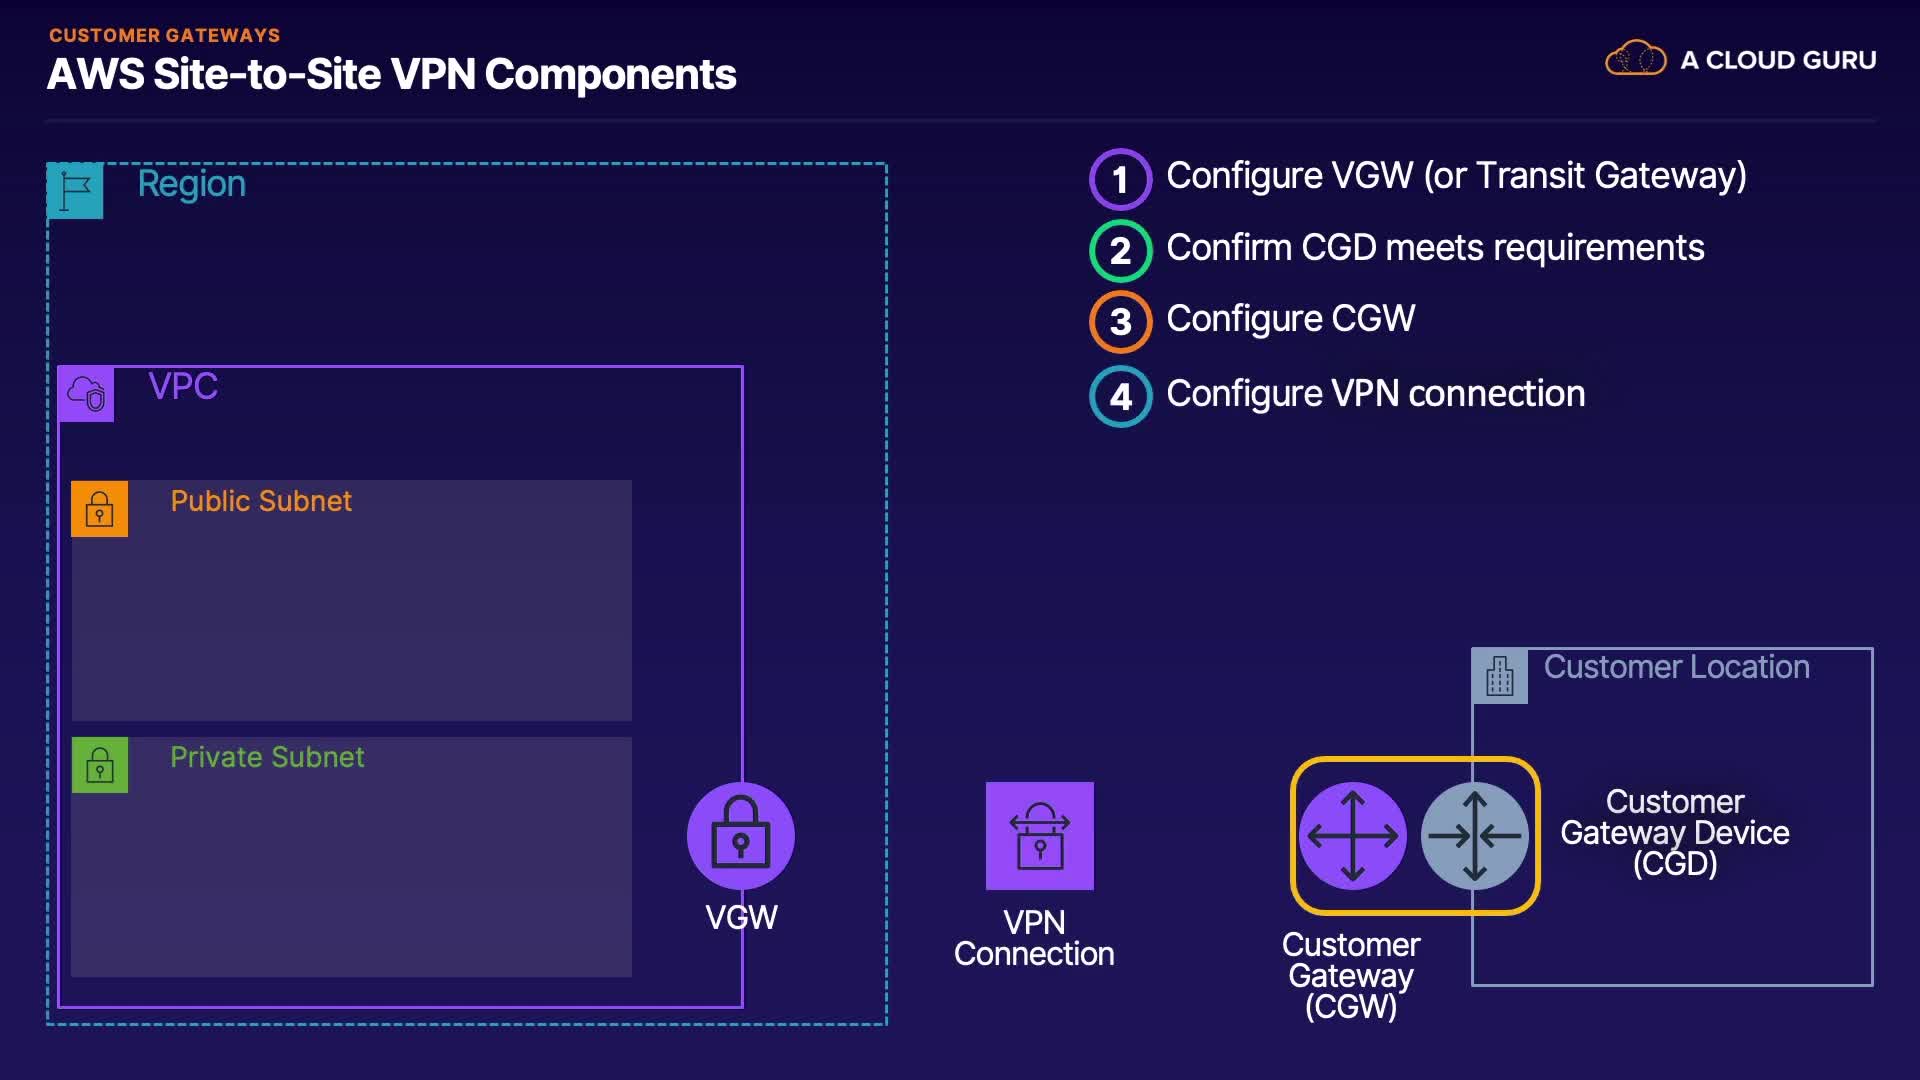 CUSTOMER GATEWAYS
AWS Site-to-Site VPN Components
A CLOUD GURU
Region
1 Configure VGW (or Transit Gateway)
2 Confirm CGD meets requirements
3 Configure CGW
4 Configure VPN connection
VPC
Public Subnet
Private Subnet
VGW
VPN
Connection
Customer Location
Customer
Gateway Device
(CGD)
Customer
Gateway
(CGW)